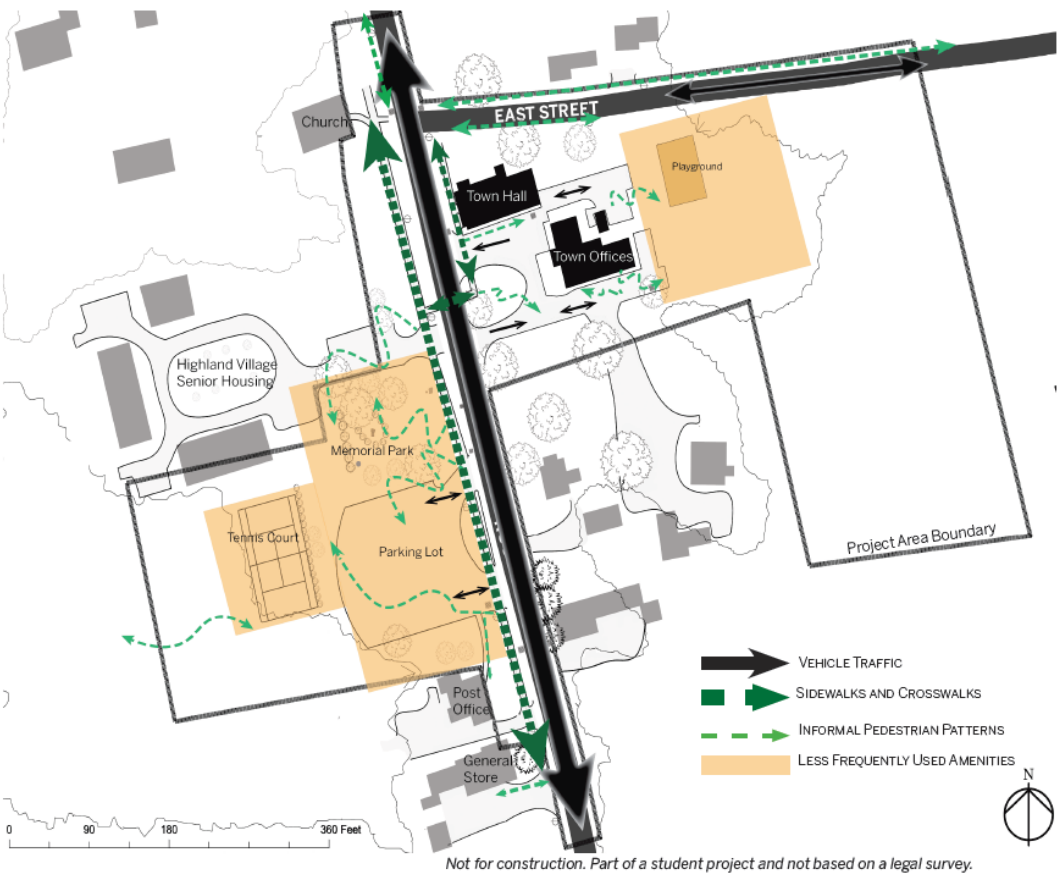 Church
EAST STREET
Playground
Town Hall
Town Offices
Highland Village
Senior Housing
Memorial Park
Tennis Court
Parking Lot
Project Area Boundary
Post
Office
General
Store
VEHICLE TRAFFIC
SIDEWALKS AND CROSSWALKS
INFORMAL PEDESTRIAN PATTERNS
LESS FREQUENTLY USED AMENITIES
N
0 90 180 360 Feet
Not for construction. Part of a student project and not based on a legal survey.